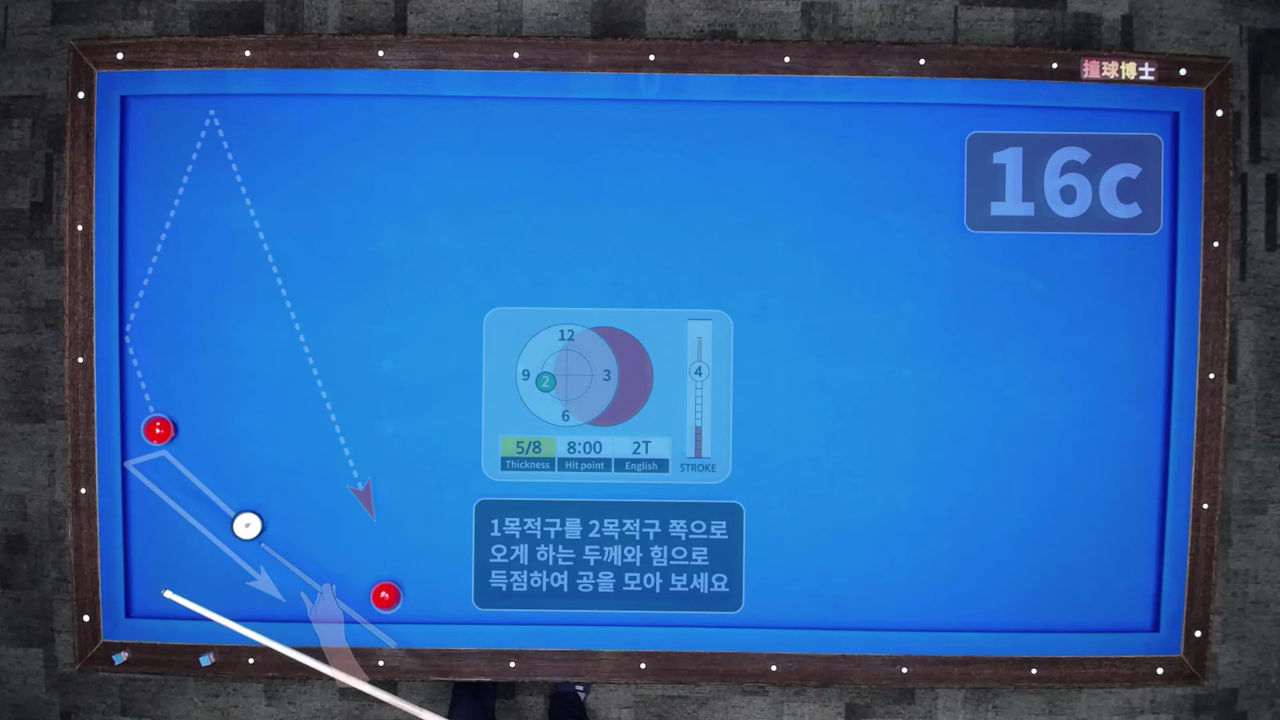 撞球博士
16c
12
9
2
3
6
4
5/8
8:00
2T
Thickness
Hit point
English
STROKE
1목적구를 2목적구 쪽으로
오게 하는 두께와 힘으로
득점하여 공을 모아 보세요